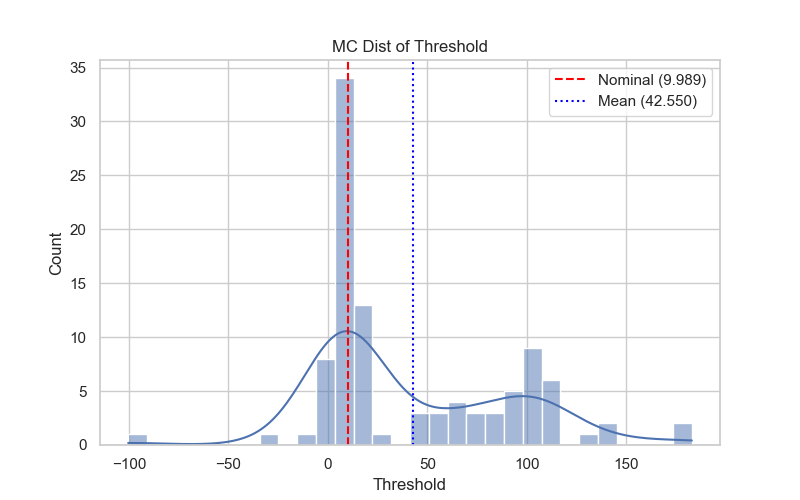 MC Dist of Threshold
Nominal (9.989)
Mean (42.550)
35
30
25
20
15
10
5
0
Count
−100
−50
0
50
100
150
Threshold